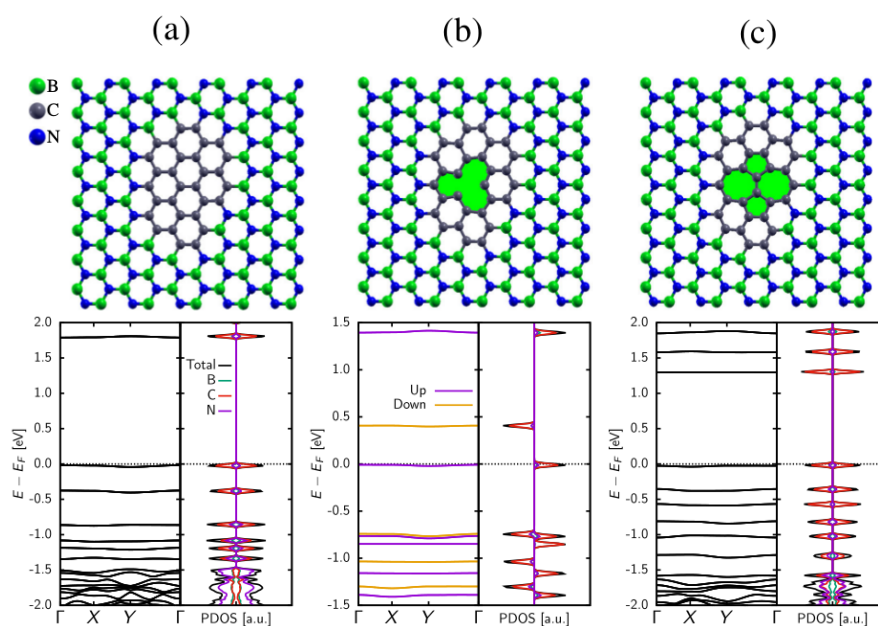 (a) (b) (c)
B
C
N
2.0 1.5 2.0
1.5 1.0 1.5
1.0 0.5 1.0
0.5 0.0 0.5
0.0 -0.5 0.0
-0.5 -1.0 -0.5
-1.0 -1.5 -1.0
-1.5 -1.5
-2.0 -2.0
E − E_F [eV] E − E_F [eV] E − E_F [eV]
Total
B
C
N
Up
Down
Γ X Y Γ PDOS [a.u.] Γ X Y Γ PDOS [a.u.] Γ X Y Γ PDOS [a.u.]